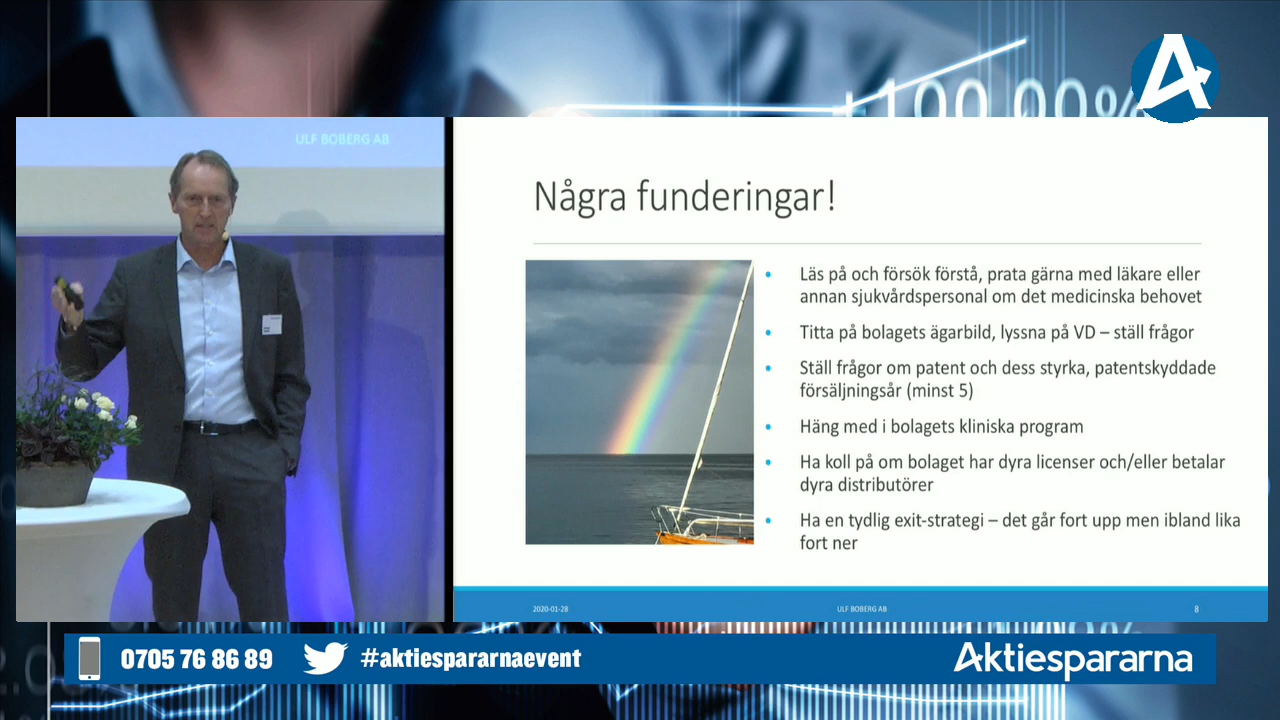 +100,00%
ULF BOBERG AB
Några funderingar!
• Läs på och försök förstå, prata gärna med läkare eller
annan sjukvårdspersonal om det medicinska behovet
• Titta på bolagets ägarbild, lyssna på VD – ställ frågor
• Ställ frågor om patent och dess styrka, patentskyddade
försäljningsår (minst 5)
• Häng med i bolagets kliniska program
• Ha koll på om bolaget har dyra licenser och/eller betalar
dyra distributörer
• Ha en tydlig exit-strategi – det går fort upp men ibland lika
fort ner
2020-01-28
ULF BOBERG AB
8
0705 76 86 89
#aktiespararnaevent
Aktiespararna